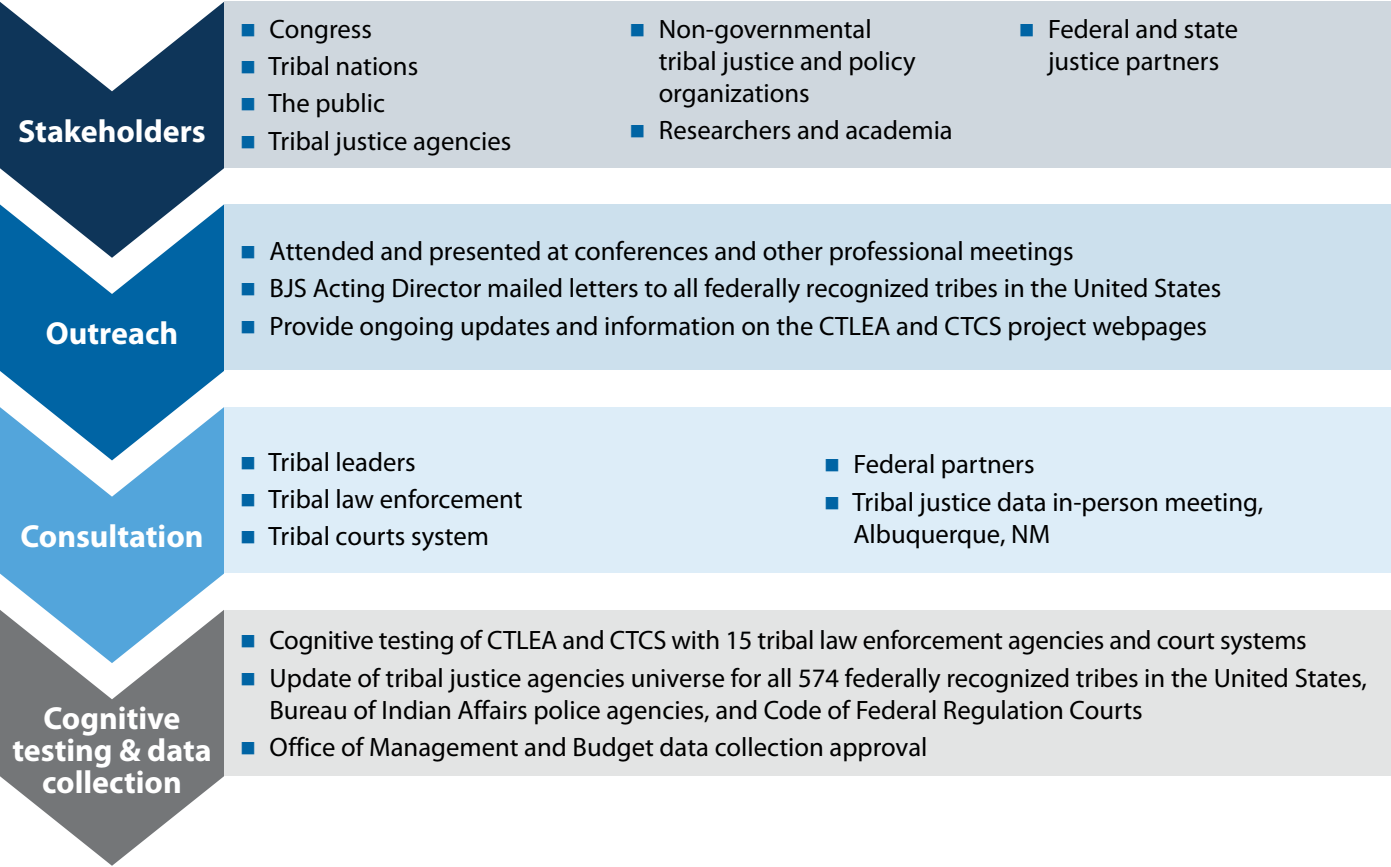 Stakeholders
■ Congress
■ Tribal nations
■ The public
■ Tribal justice agencies
■ Non-governmental
tribal justice and policy
organizations
■ Researchers and academia
■ Federal and state
justice partners
Outreach
■ Attended and presented at conferences and other professional meetings
■ BJS Acting Director mailed letters to all federally recognized tribes in the United States
■ Provide ongoing updates and information on the CTLEA and CTCS project webpages
Consultation
■ Tribal leaders
■ Tribal law enforcement
■ Tribal courts system
■ Federal partners
■ Tribal justice data in-person meeting,
Albuquerque, NM
Cognitive
testing & data
collection
■ Cognitive testing of CTLEA and CTCS with 15 tribal law enforcement agencies and court systems
■ Update of tribal justice agencies universe for all 574 federally recognized tribes in the United States,
Bureau of Indian Affairs police agencies, and Code of Federal Regulation Courts
■ Office of Management and Budget data collection approval